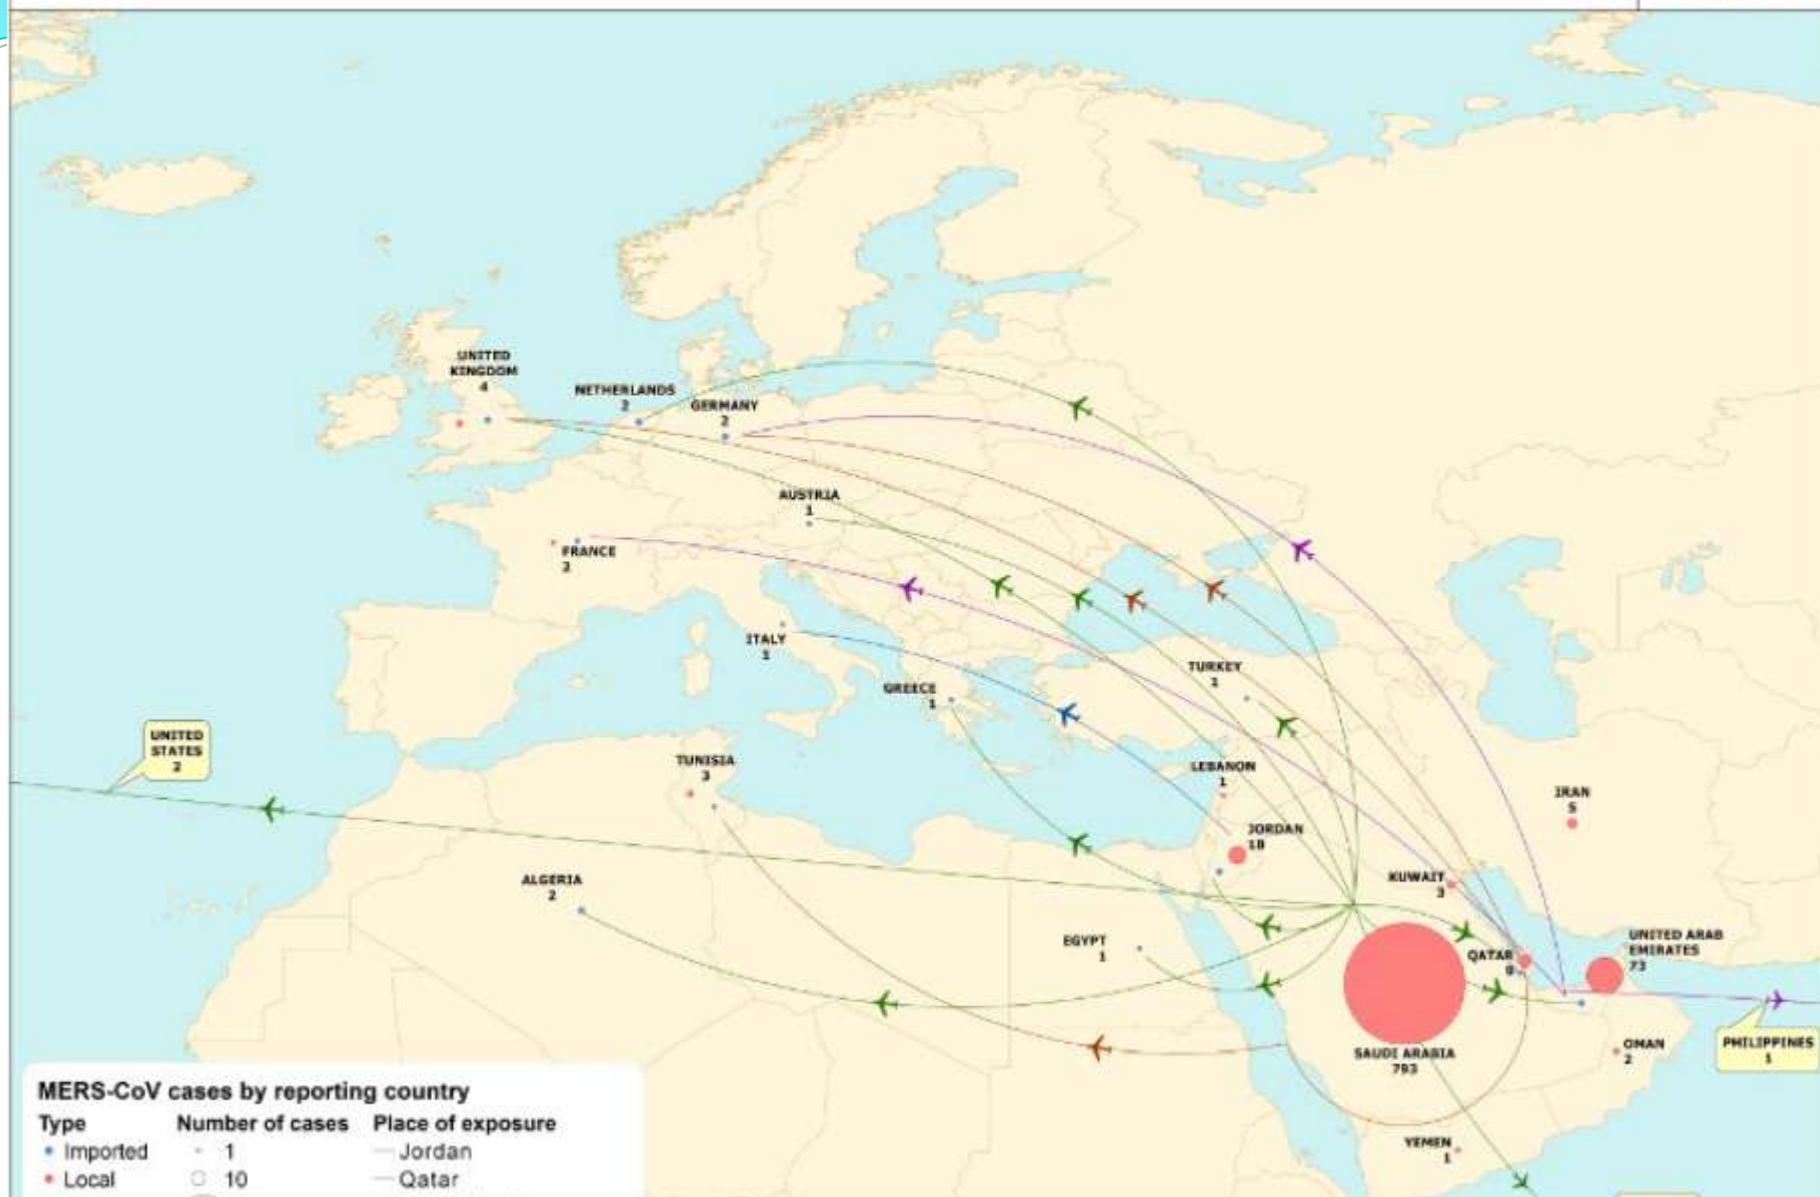 UNITED
KINGDOM
4
NETHERLANDS
2
GERMANY
2
AUSTRIA
1
FRANCE
2
ITALY
1
GREECE
1
TURKEY
1
UNITED
STATES
2
TUNISIA
3
LEBANON
1
IRAN
5
JORDAN
18
ALGERIA
2
KUWAIT
3
EGYPT
1
QATAR
9
UNITED ARAB
EMIRATES
73
SAUDI ARABIA
793
OMAN
2
PHILIPPINES
1
YEMEN
1
MERS-CoV cases by reporting country
Type Number of cases Place of exposure
Imported 1 Jordan
Local 10 Qatar